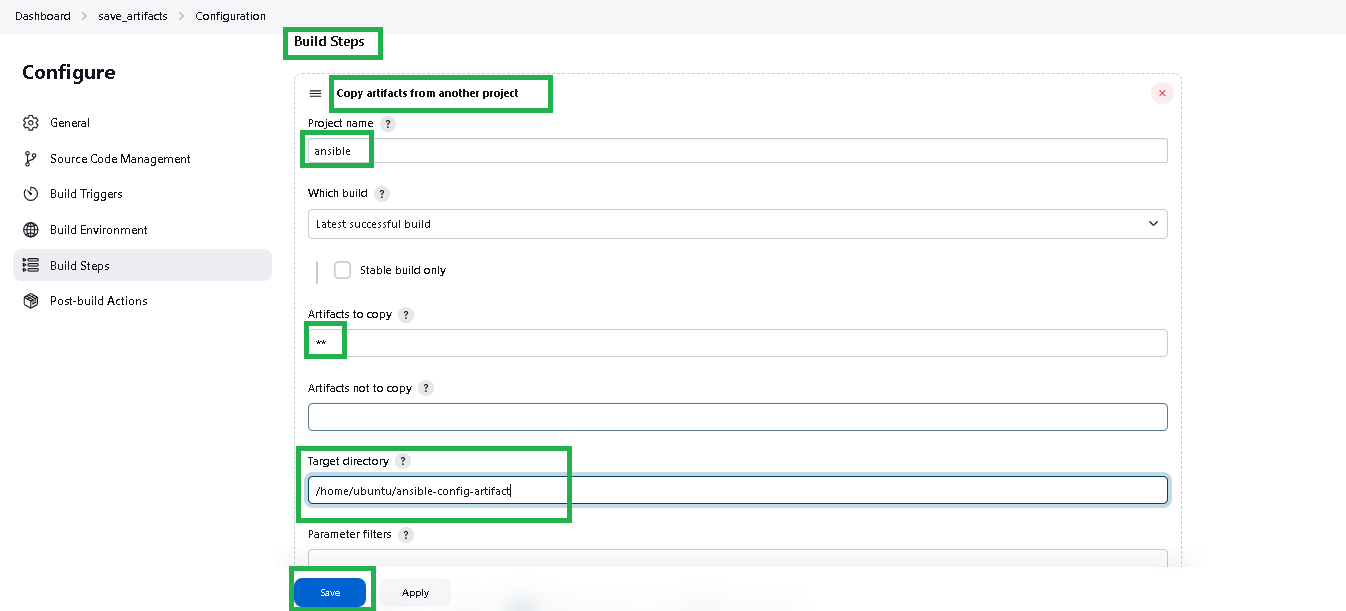 Dashboard > save_artifacts > Configuration
Configure
General
Source Code Management
Build Triggers
Build Environment
Build Steps
Post-build Actions
Build Steps
Copy artifacts from another project
Project name ?
ansible
Which build ?
Latest successful build
Stable build only
Artifacts to copy ?
**
Artifacts not to copy ?
Target directory ?
/home/ubuntu/ansible-config-artifact
Parameter filters ?
Save Apply